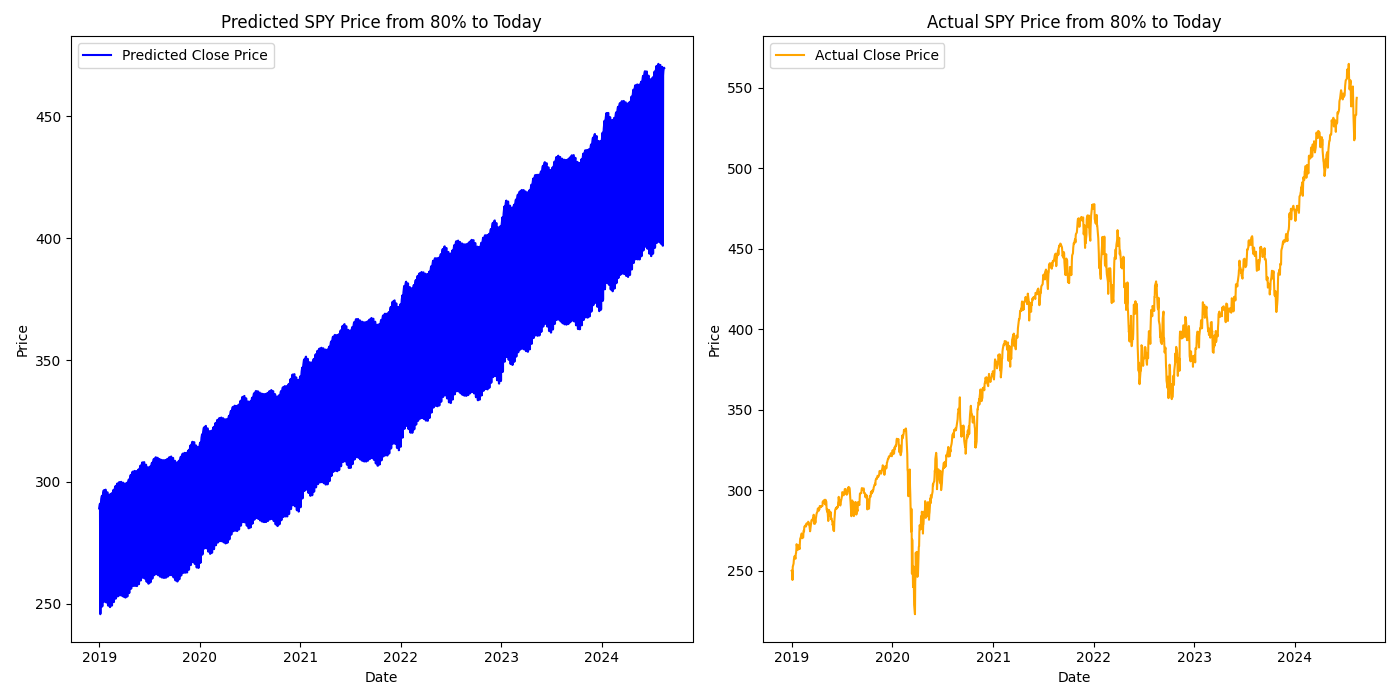 Predicted SPY Price from 80% to Today
Predicted Close Price
450
400
350
300
250
Price
2019 2020 2021 2022 2023 2024
Date
Actual SPY Price from 80% to Today
Actual Close Price
550
500
450
400
350
300
250
Price
2019 2020 2021 2022 2023 2024
Date